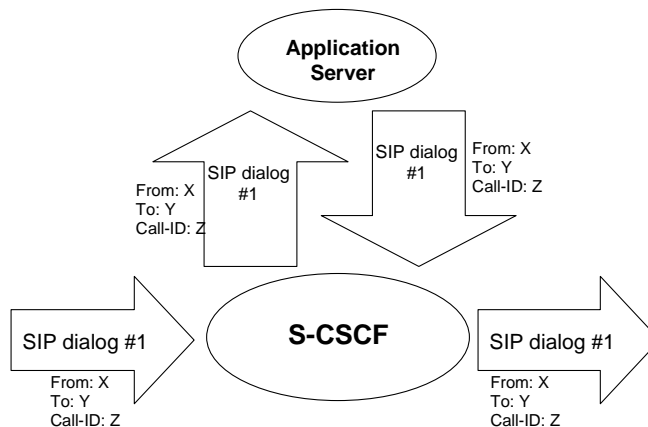 Application
Server
SIP dialog
#1
From: X
To: Y
Call-ID: Z
SIP dialog
#1
From: X
To: Y
Call-ID: Z
SIP dialog #1
From: X
To: Y
Call-ID: Z
S-CSCF
SIP dialog #1
From: X
To: Y
Call-ID: Z